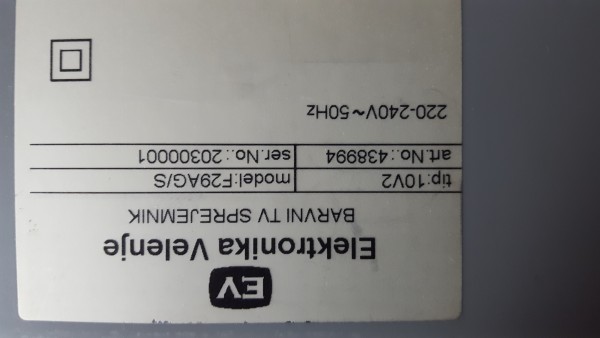 EV
Elektronika Velenje
BARVNI TV SPREJEMNIK
tip:10V2 model:F29AG/S
art.No.:438994 ser.No.:20300001
220-240V~50Hz